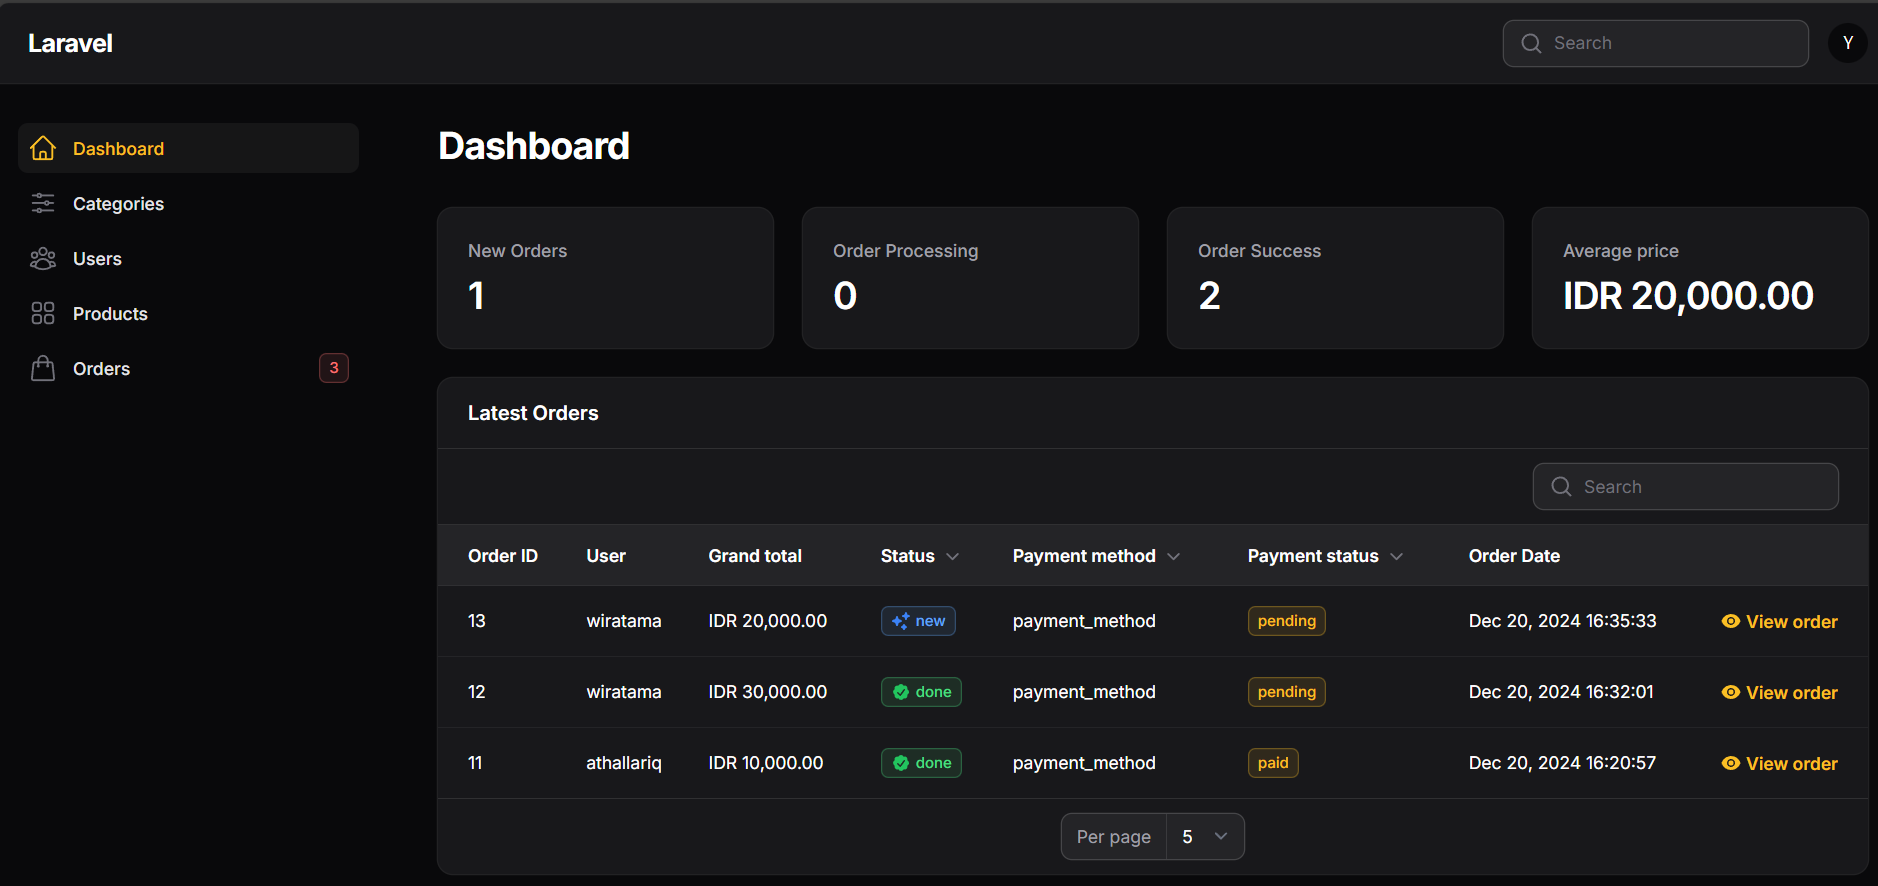 Laravel
Search
Y
Dashboard
Categories
Users
Products
Orders 3
Dashboard
New Orders
1
Order Processing
0
Order Success
2
Average price
IDR 20,000.00
Latest Orders
Search
Order ID User Grand total Status Payment method Payment status Order Date
13 wiratama IDR 20,000.00 new payment_method pending Dec 20, 2024 16:35:33 View order
12 wiratama IDR 30,000.00 done payment_method pending Dec 20, 2024 16:32:01 View order
11 athallariq IDR 10,000.00 done payment_method paid Dec 20, 2024 16:20:57 View order
Per page 5